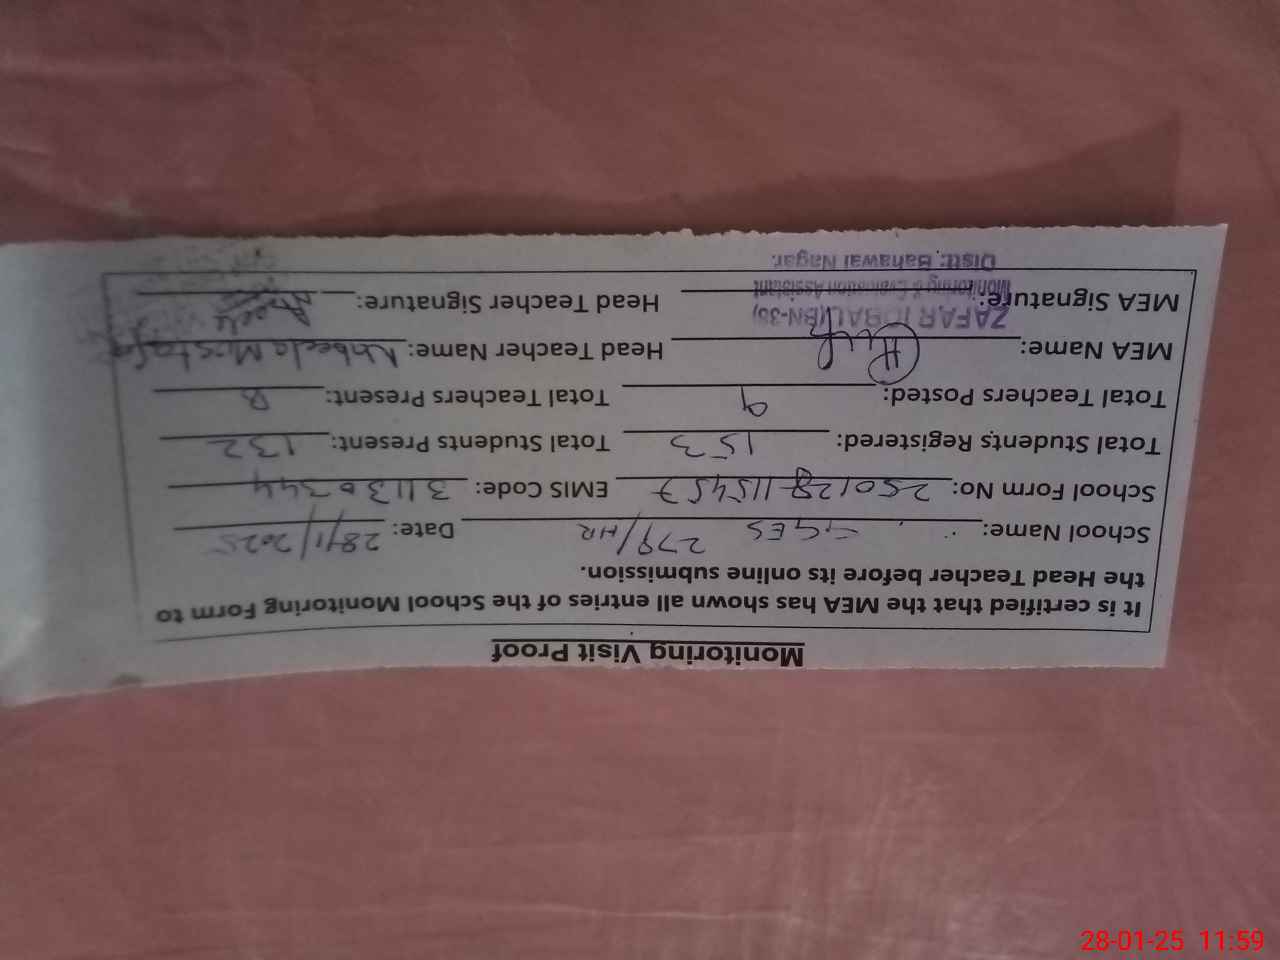 Monitoring Visit Proof
It is certified that the MEA has shown all entries of the School Monitoring Form to
the Head Teacher before its online submission.
School Name: GGES 279/HR Date: 28/1/2025
School Form No: 250128115457 EMIS Code: 31130344
Total Students Registered: 153 Total Students Present: 132
Total Teachers Posted: 9 Total Teachers Present: 8
MEA Name: Head Teacher Name: Nabeela Mustafa
ZAFAR IQBAL (BN-38)
MEA Signature: Head Teacher Signature:
Monitoring & Evaluation Assistant
Distt: Bahawal Nagar.
28-01-25 11:59